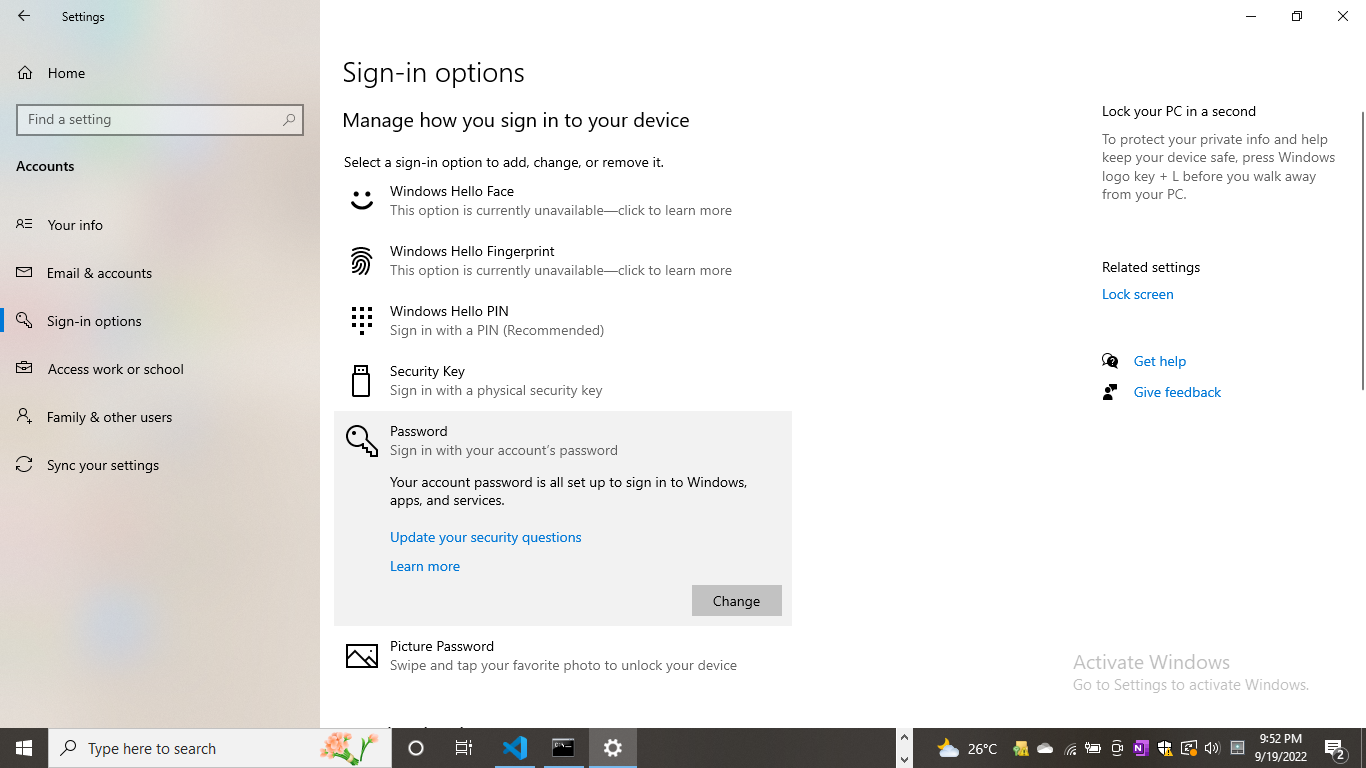 Settings
Home
Find a setting
Accounts
Your info
Email & accounts
Sign-in options
Access work or school
Family & other users
Sync your settings
Sign-in options
Manage how you sign in to your device
Select a sign-in option to add, change, or remove it.
Windows Hello Face
This option is currently unavailable—click to learn more
Windows Hello Fingerprint
This option is currently unavailable—click to learn more
Windows Hello PIN
Sign in with a PIN (Recommended)
Security Key
Sign in with a physical security key
Password
Sign in with your account's password
Your account password is all set up to sign in to Windows,
apps, and services.
Update your security questions
Learn more
Change
Picture Password
Swipe and tap your favorite photo to unlock your device
Lock your PC in a second
To protect your private info and help
keep your device safe, press Windows
logo key + L before you walk away
from your PC.
Related settings
Lock screen
Get help
Give feedback
Activate Windows
Go to Settings to activate Windows.
Type here to search
26°C
9:52 PM
9/19/2022
2